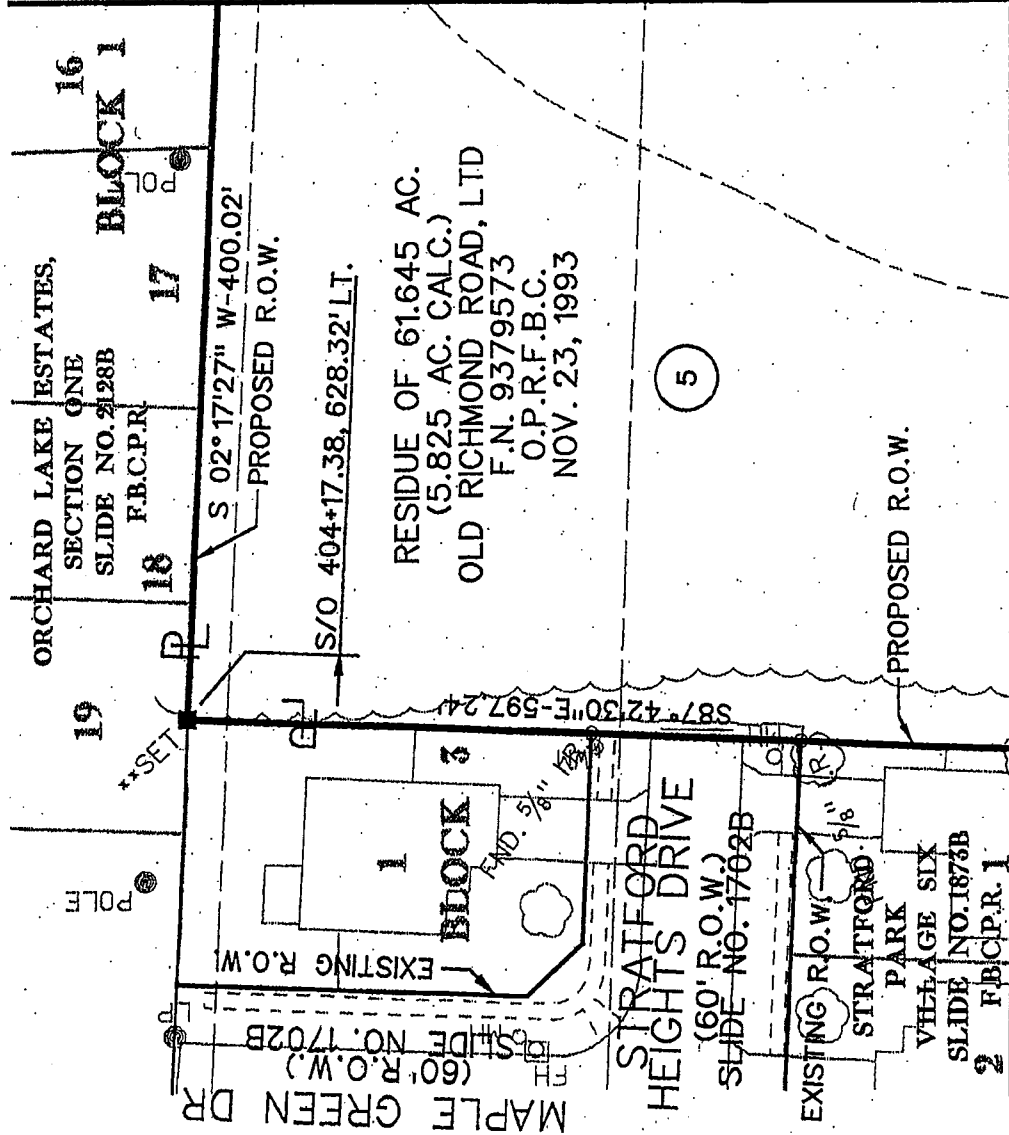 ORCHARD LAKE ESTATES,
SECTION ONE
SLIDE NO.2128B
F.B.C.P.R.
16
BLOCK 1
17
18
19
POLE
S 02°17'27" W-400.02'
PROPOSED R.O.W.
S/O 404+17.38, 628.32' LT.
PL
**SET
RESIDUE OF 61.645 AC.
(5.825 AC. CALC.)
OLD RICHMOND ROAD, LTD
F.N. 9379573
O.P.R.F.B.C.
NOV. 23, 1993
5
PROPOSED R.O.W.
S87°42'30"E-597.24'
PL
POLE
1
BLOCK 3
FND. 5/8"
EXISTING R.O.W.
MAPLE GREEN DR
(60' R.O.W.)
SLIDE NO. 1702B
FH
STRATFORD
HEIGHTS DRIVE
(60' R.O.W.)
SLIDE NO. 1702B
EXISTING R.O.W.
5/8"
STRATFORD
PARK
VILLAGE SIX
SLIDE NO.1873B
F.B.C.P.R.
1
2